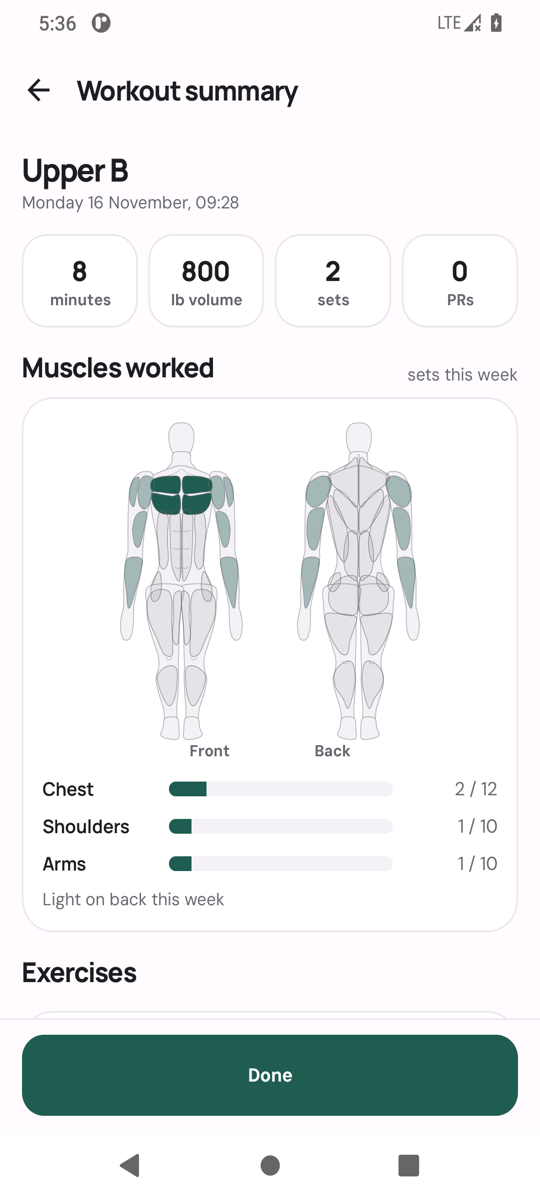 5:36
LTE
Workout summary
Upper B
Monday 16 November, 09:28
8
minutes
800
lb volume
2
sets
0
PRs
Muscles worked
sets this week
Front
Back
Chest
2 / 12
Shoulders
1 / 10
Arms
1 / 10
Light on back this week
Exercises
Done